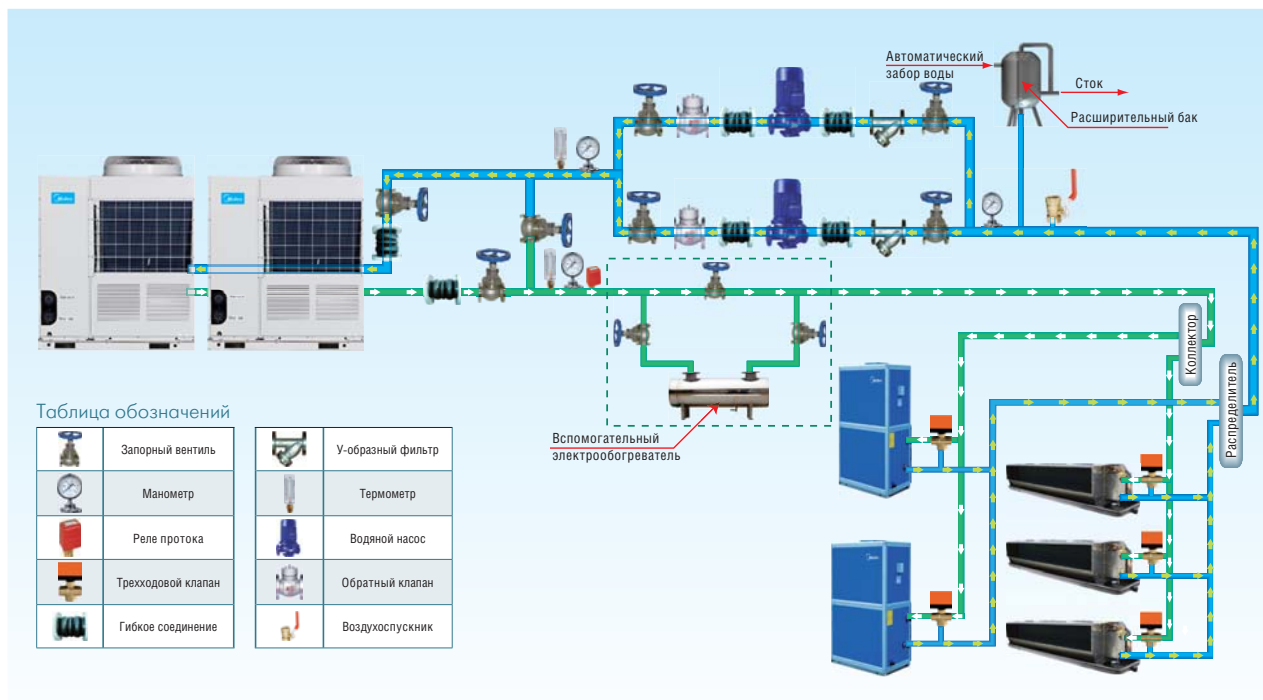 Автоматический
забор воды
Сток
Расширительный бак
Коллектор
Распределитель
Вспомогательный
электрообогреватель
Таблица обозначений
Запорный вентиль
У-образный фильтр
Манометр
Термометр
Реле протока
Водяной насос
Трехходовой клапан
Обратный клапан
Гибкое соединение
Воздухоспускник